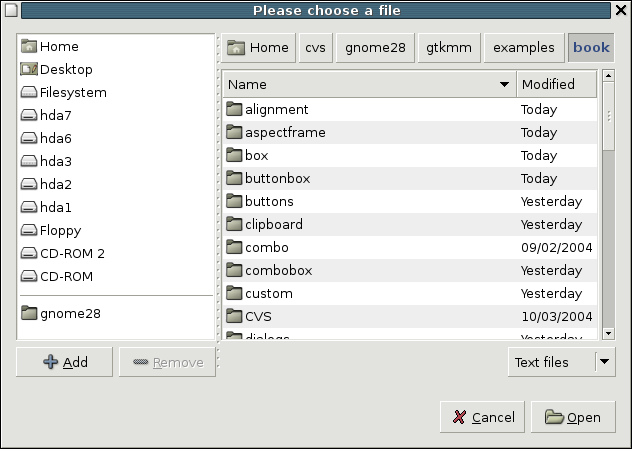 Please choose a file
Home
Desktop
Filesystem
hda7
hda6
hda3
hda2
hda1
Floppy
CD-ROM 2
CD-ROM
gnome28
Add Remove
Home cvs gnome28 gtkmm examples book
Name Modified
alignment Today
aspectframe Today
box Today
buttonbox Today
buttons Yesterday
clipboard Yesterday
combo 09/02/2004
combobox Yesterday
custom Yesterday
CVS 10/03/2004
dialogs Yesterday
Text files
Cancel Open